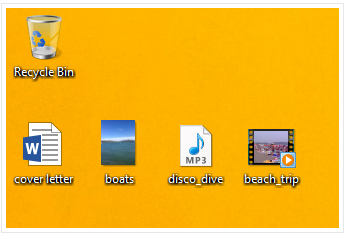 Recycle Bin
W
MP3
cover letter
boats
disco_dive
beach_trip